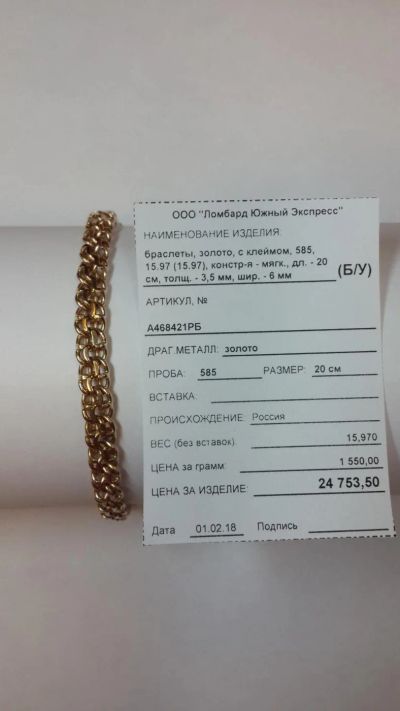 ООО "Ломбард Южный Экспресс"
НАИМЕНОВАНИЕ ИЗДЕЛИЯ:
браслеты, золото, с клеймом, 585,
15.97 (15.97), констр-я - мягк., дл. - 20
см, толщ. - 3,5 мм, шир. - 6 мм (Б/У)
АРТИКУЛ, №
А468421РБ
ДРАГ.МЕТАЛЛ: золото
ПРОБА: 585 РАЗМЕР: 20 см
ВСТАВКА:
ПРОИСХОЖДЕНИЕ: Россия
ВЕС (без вставок): 15,970
ЦЕНА за грамм: 1 550,00
ЦЕНА ЗА ИЗДЕЛИЕ: 24 753,50
Дата 01.02.18 Подпись